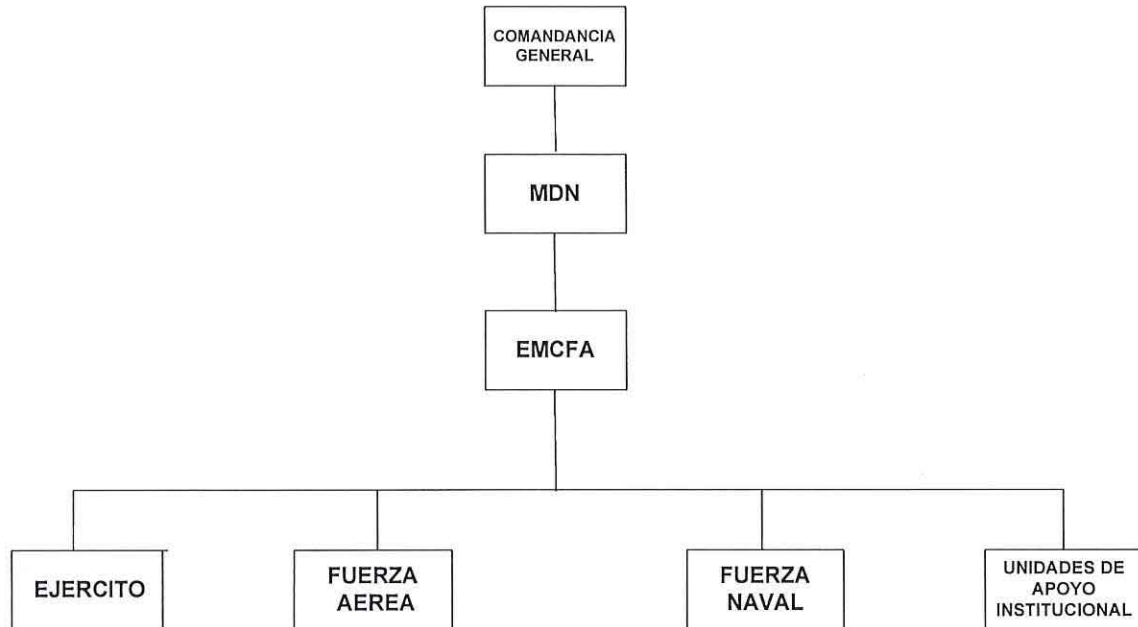 COMANDANCIA
GENERAL
MDN
EMCFA
EJERCITO
FUERZA
AEREA
FUERZA
NAVAL
UNIDADES DE
APOYO
INSTITUCIONAL